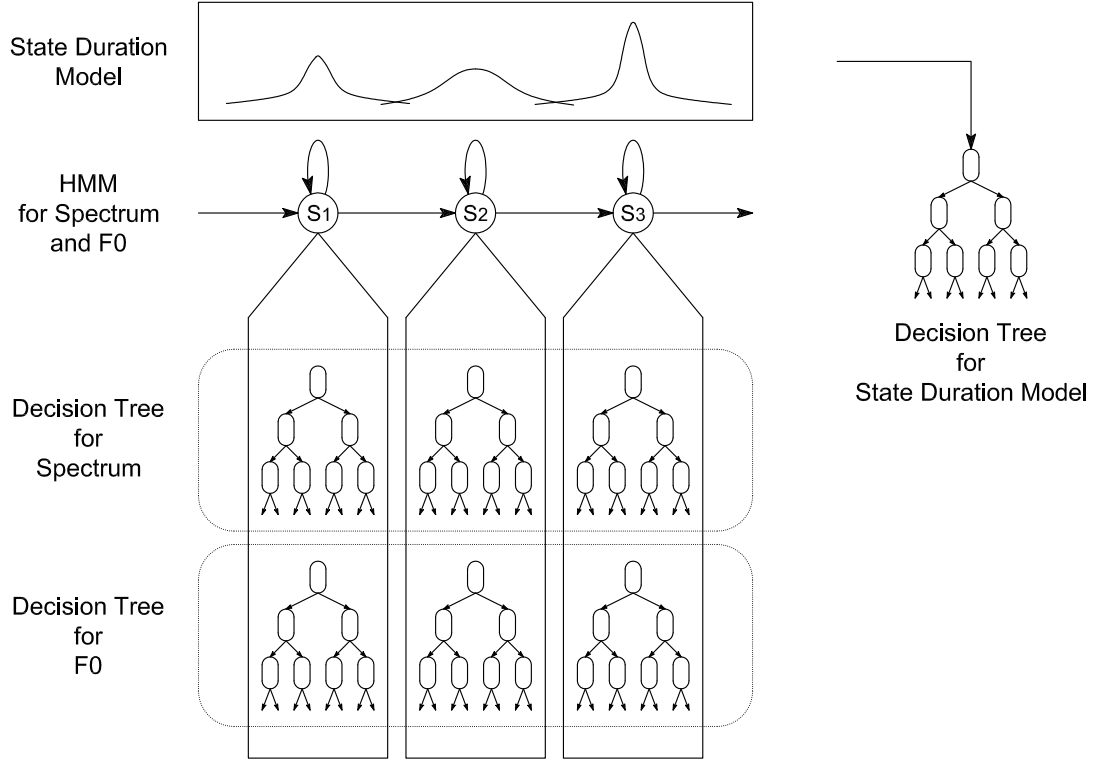 State Duration
Model
HMM
for Spectrum
and F0
S1
S2
S3
Decision Tree
for
State Duration Model
Decision Tree
for
Spectrum
Decision Tree
for
F0